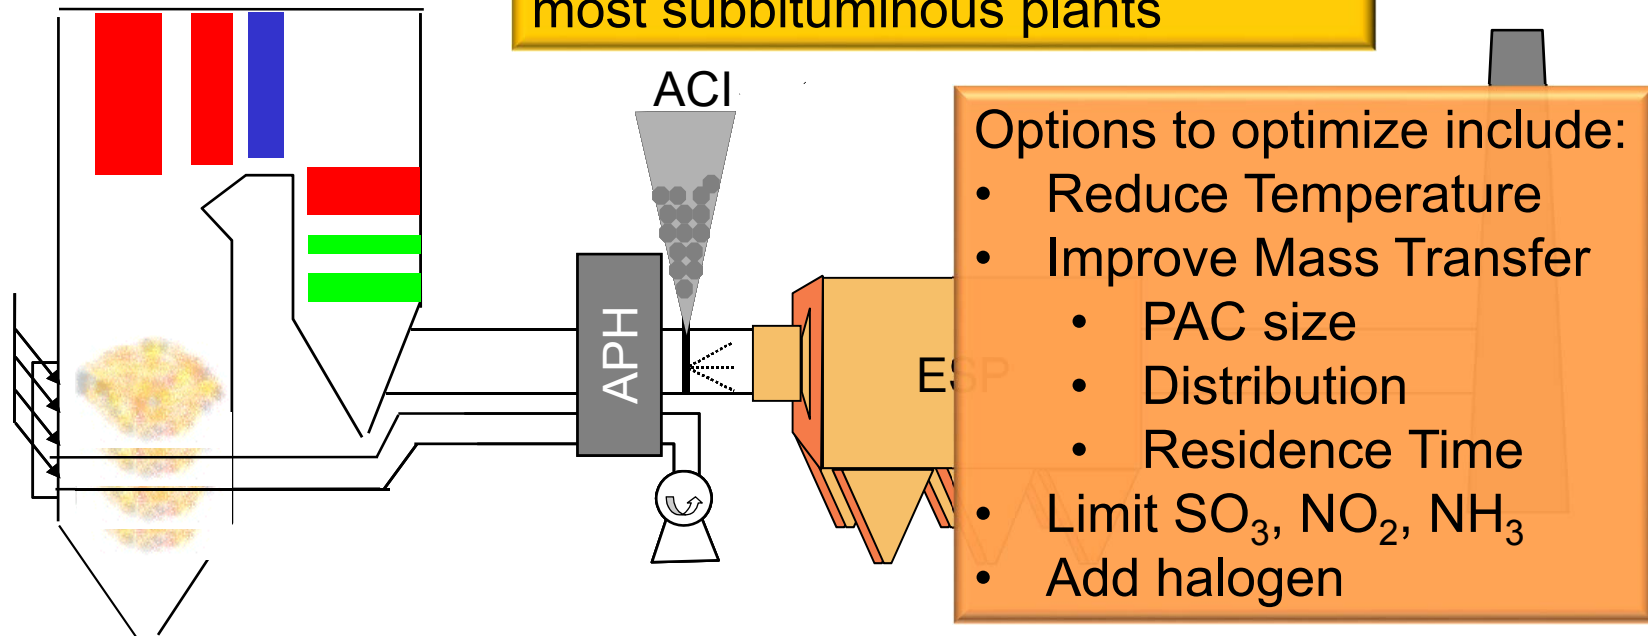 most subbituminous plants
ACI
Options to optimize include:
• Reduce Temperature
• Improve Mass Transfer
• PAC size
• Distribution
• Residence Time
• Limit SO₃, NO₂, NH₃
• Add halogen
APH
ESP